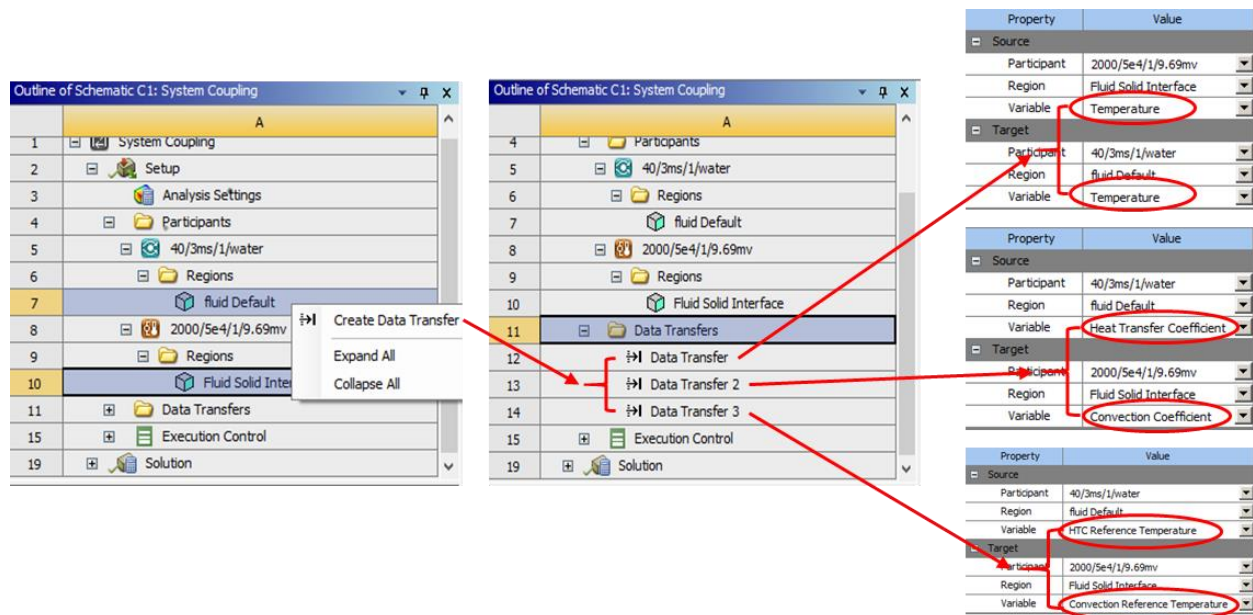 Outline of Schematic C1: System Coupling
A
1 System Coupling
2 Setup
3 Analysis Settings
4 Participants
5 40/3ms/1/water
6 Regions
7 fluid Default
8 2000/5e4/1/9.69mv
9 Regions
10 Fluid Solid Inter
11 Data Transfers
15 Execution Control
19 Solution
Create Data Transfer
Expand All
Collapse All
Outline of Schematic C1: System Coupling
A
4 Participants
5 40/3ms/1/water
6 Regions
7 fluid Default
8 2000/5e4/1/9.69mv
9 Regions
10 Fluid Solid Interface
11 Data Transfers
12 Data Transfer
13 Data Transfer 2
14 Data Transfer 3
15 Execution Control
19 Solution
Property Value
Source
Participant 2000/5e4/1/9.69mv
Region Fluid Solid Interface
Variable Temperature
Target
Participant 40/3ms/1/water
Region fluid Default
Variable Temperature
Property Value
Source
Participant 40/3ms/1/water
Region fluid Default
Variable Heat Transfer Coefficient
Target
Participant 2000/5e4/1/9.69mv
Region Fluid Solid Interface
Variable Convection Coefficient
Property Value
Source
Participant 40/3ms/1/water
Region fluid Default
Variable HTC Reference Temperature
Target
Participant 2000/5e4/1/9.69mv
Region Fluid Solid Interface
Variable Convection Reference Temperature